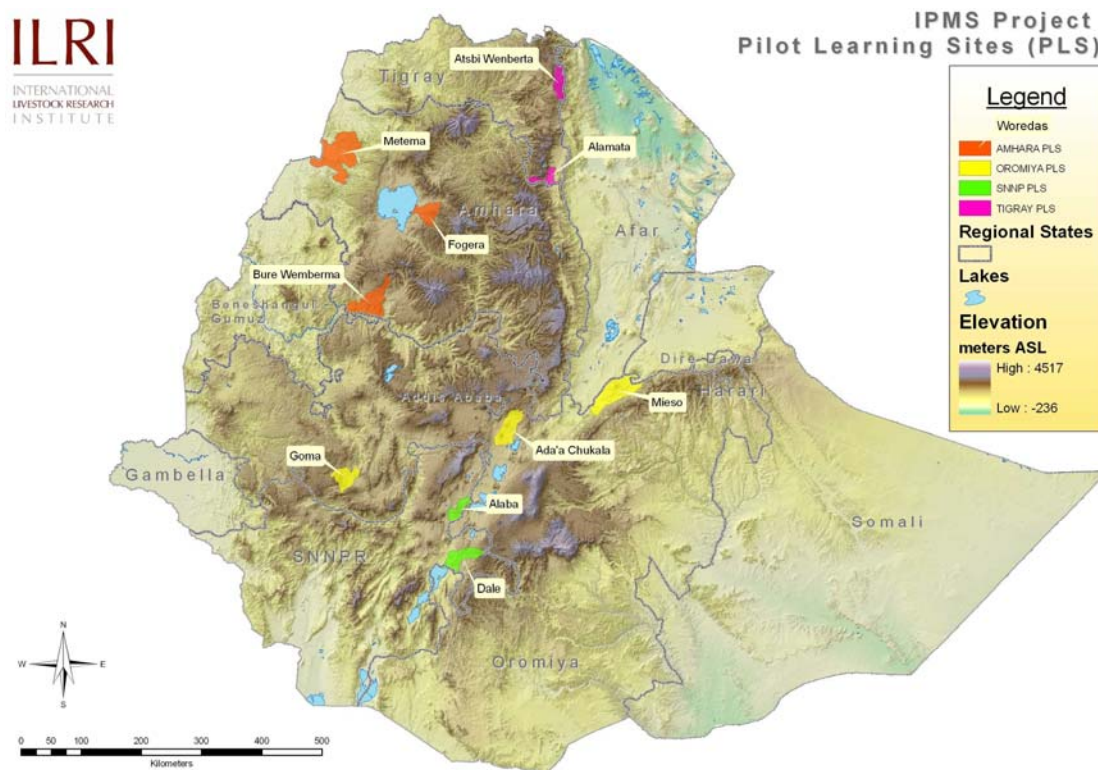 ILRI
INTERNATIONAL
LIVESTOCK RESEARCH
INSTITUTE
IPMS Project
Pilot Learning Sites (PLS)
Legend
Woredas
AMHARA PLS
OROMIYA PLS
SNNP PLS
TIGRAY PLS
Regional States
Lakes
Elevation
meters ASL
High : 4517
Low : -236
Atsbi Wenberta
Tigray
Metema
Alamata
Amhara
Afar
Fogera
Bure Wemberma
Beneshangul
Gumuz
Dire Dawa
Harari
Mieso
Addis Ababa
Ada'a Chukala
Goma
Gambella
Alaba
Somali
SNNPR
Dale
Oromiya
N
W
E
S
0 50 100 200 300 400 500
Kilometers